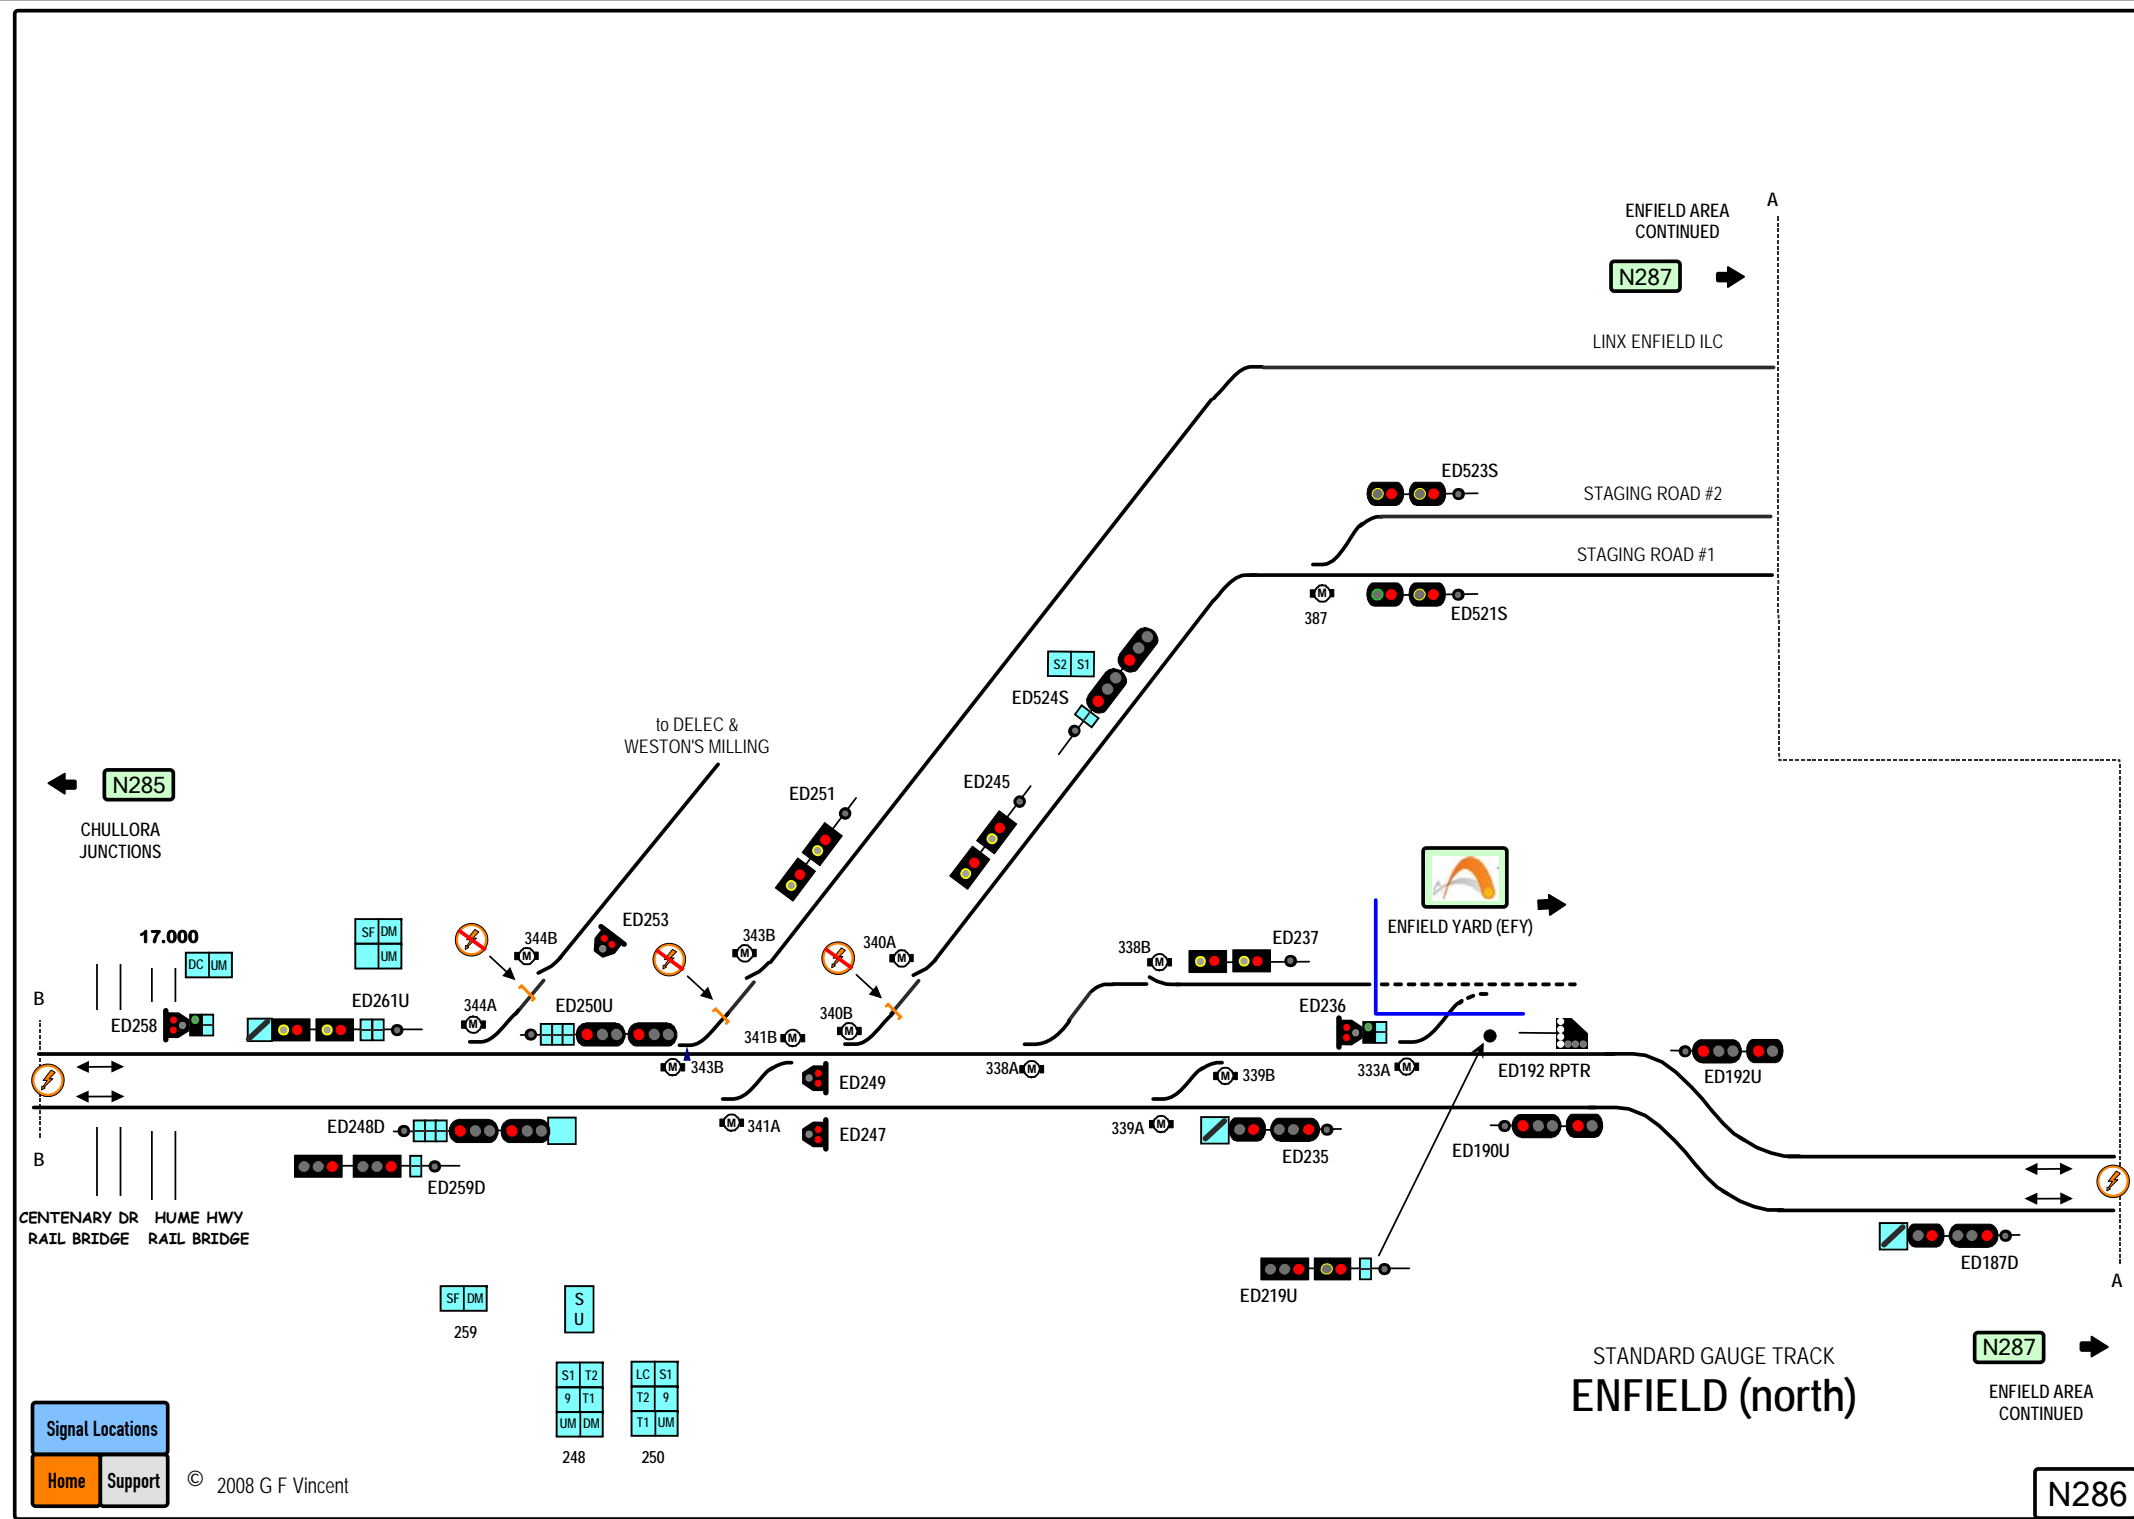 A
ENFIELD AREA
CONTINUED
N287
LINX ENFIELD ILC
ED523S
STAGING ROAD #2
STAGING ROAD #1
387
ED521S
S2 S1
ED524S
to DELEC &
WESTON'S MILLING
N285
CHULLORA
JUNCTIONS
ED251
ED245
ENFIELD YARD (EFY)
17.000
DC UM
SF DM
UM
344B
ED253
343B
340A
338B
ED237
B
ED258
ED261U
344A
ED250U
341B
340B
ED236
M
343B
ED249
338A
339B
333A
ED192 RPTR
ED192U
ED248D
341A
ED247
339A
ED235
ED190U
B
ED259D
CENTENARY DR
RAIL BRIDGE
HUME HWY
RAIL BRIDGE
ED187D
A
ED219U
SF DM
259
S
U
S1 T2
9 T1
UM DM
248
LC S1
T2 9
T1 UM
250
STANDARD GAUGE TRACK
ENFIELD (north)
N287
ENFIELD AREA
CONTINUED
Signal Locations
Home
Support
© 2008 G F Vincent
N286